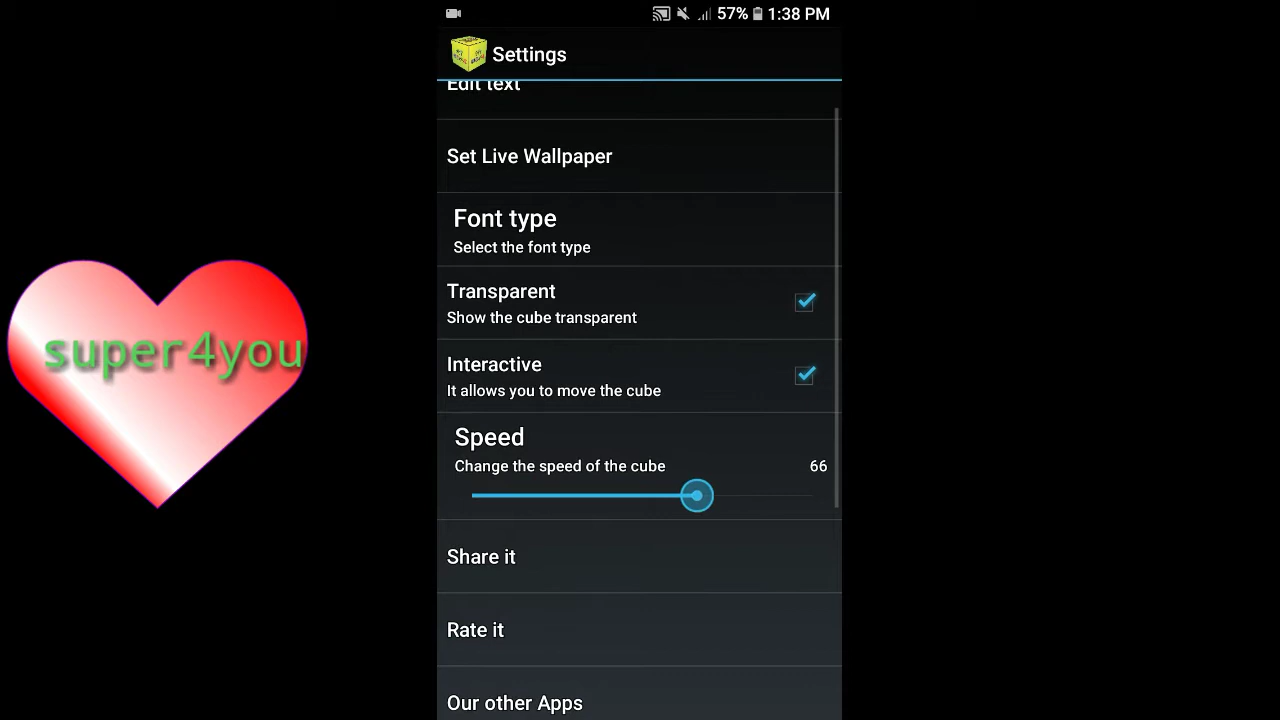 57% 1:38 PM
Settings
Edit text
Set Live Wallpaper
Font type
Select the font type
Transparent
Show the cube transparent
Interactive
It allows you to move the cube
Speed
Change the speed of the cube 66
Share it
Rate it
Our other Apps
super4you